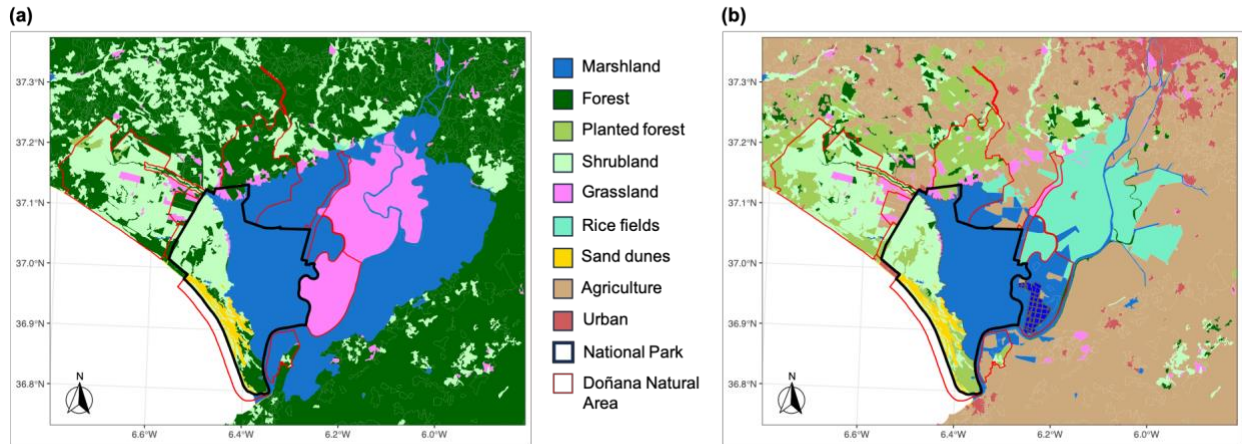 (a)
37.3°N
37.2°N
37.1°N
37.0°N
36.9°N
36.8°N
N
6.6°W
6.4°W
6.2°W
6.0°W
Marshland
Forest
Planted forest
Shrubland
Grassland
Rice fields
Sand dunes
Agriculture
Urban
National Park
Doñana Natural
Area
(b)
37.3°N
37.2°N
37.1°N
37.0°N
36.9°N
36.8°N
N
6.6°W
6.4°W
6.2°W
6.0°W